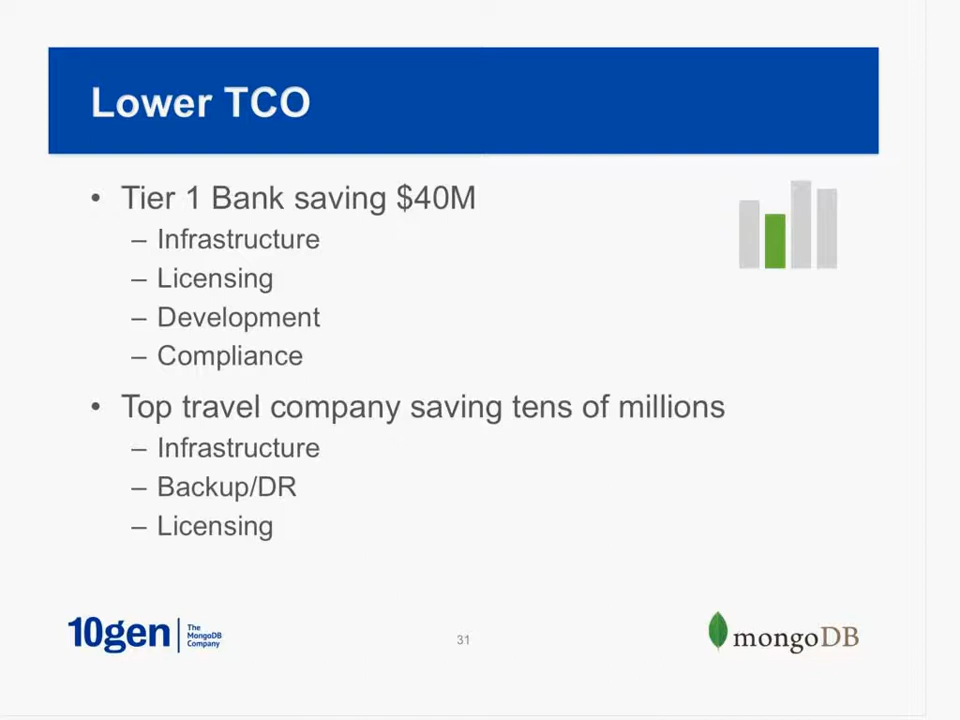 Lower TCO
• Tier 1 Bank saving $40M
– Infrastructure
– Licensing
– Development
– Compliance
• Top travel company saving tens of millions
– Infrastructure
– Backup/DR
– Licensing
10gen
The
MongoDB
Company
31
mongoDB